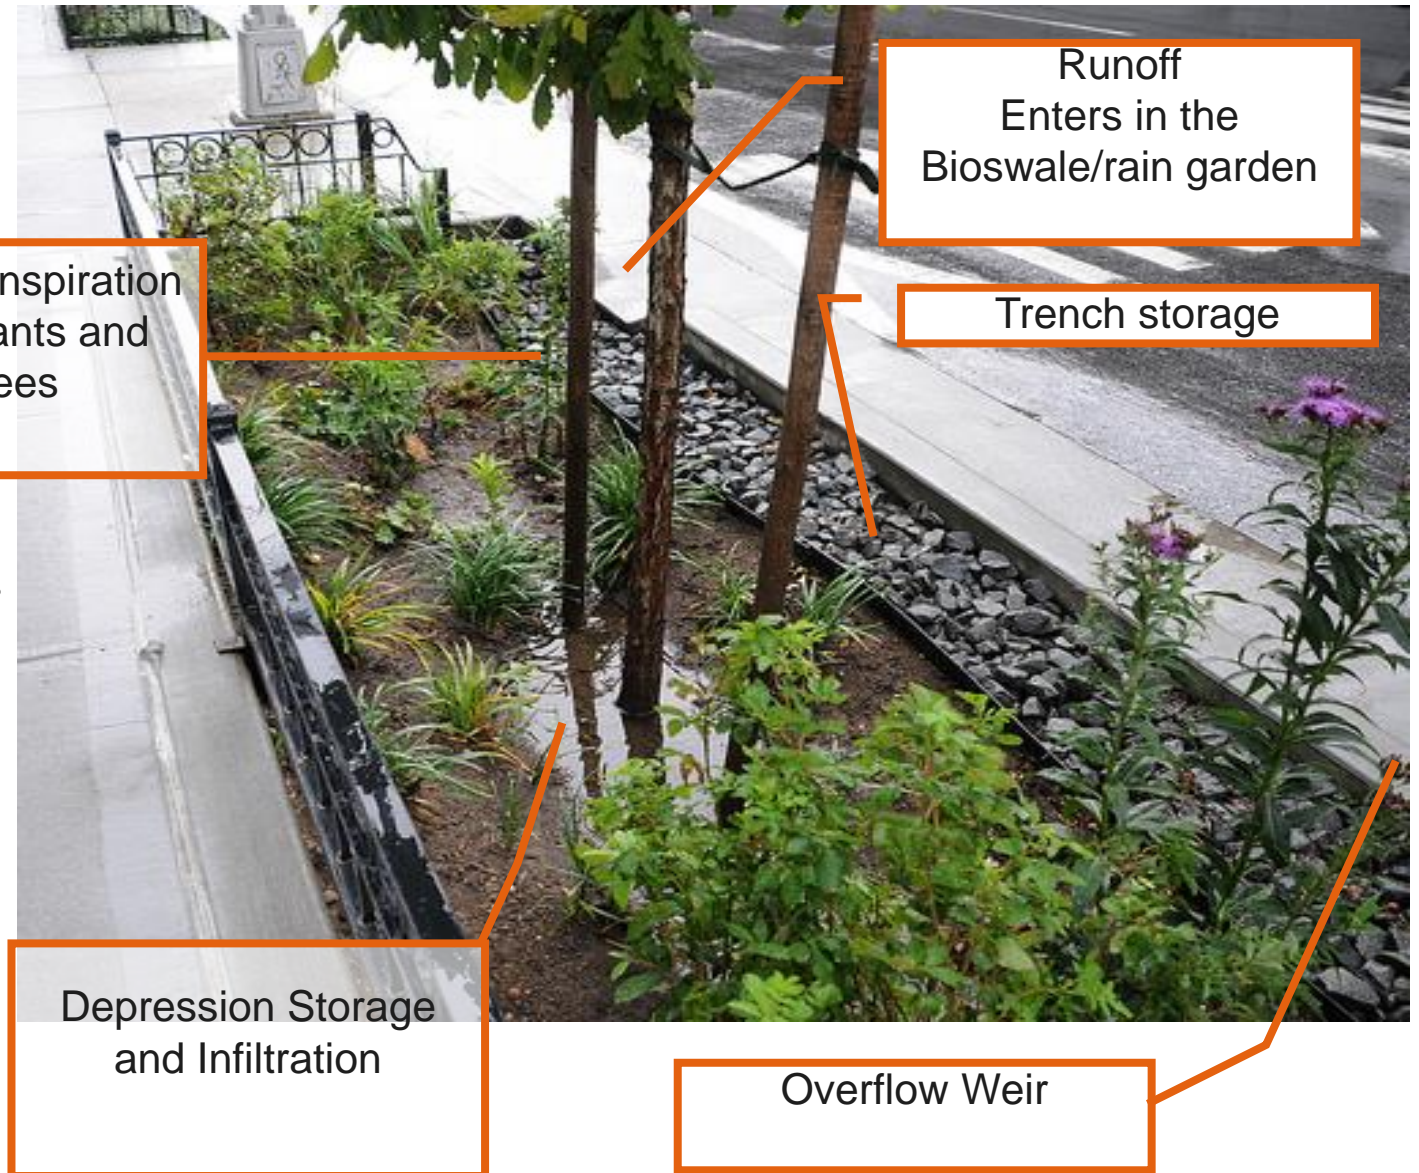 Runoff
Enters in the
Bioswale/rain garden
nspiration
ants and
ees
Trench storage
Depression Storage
and Infiltration
Overflow Weir